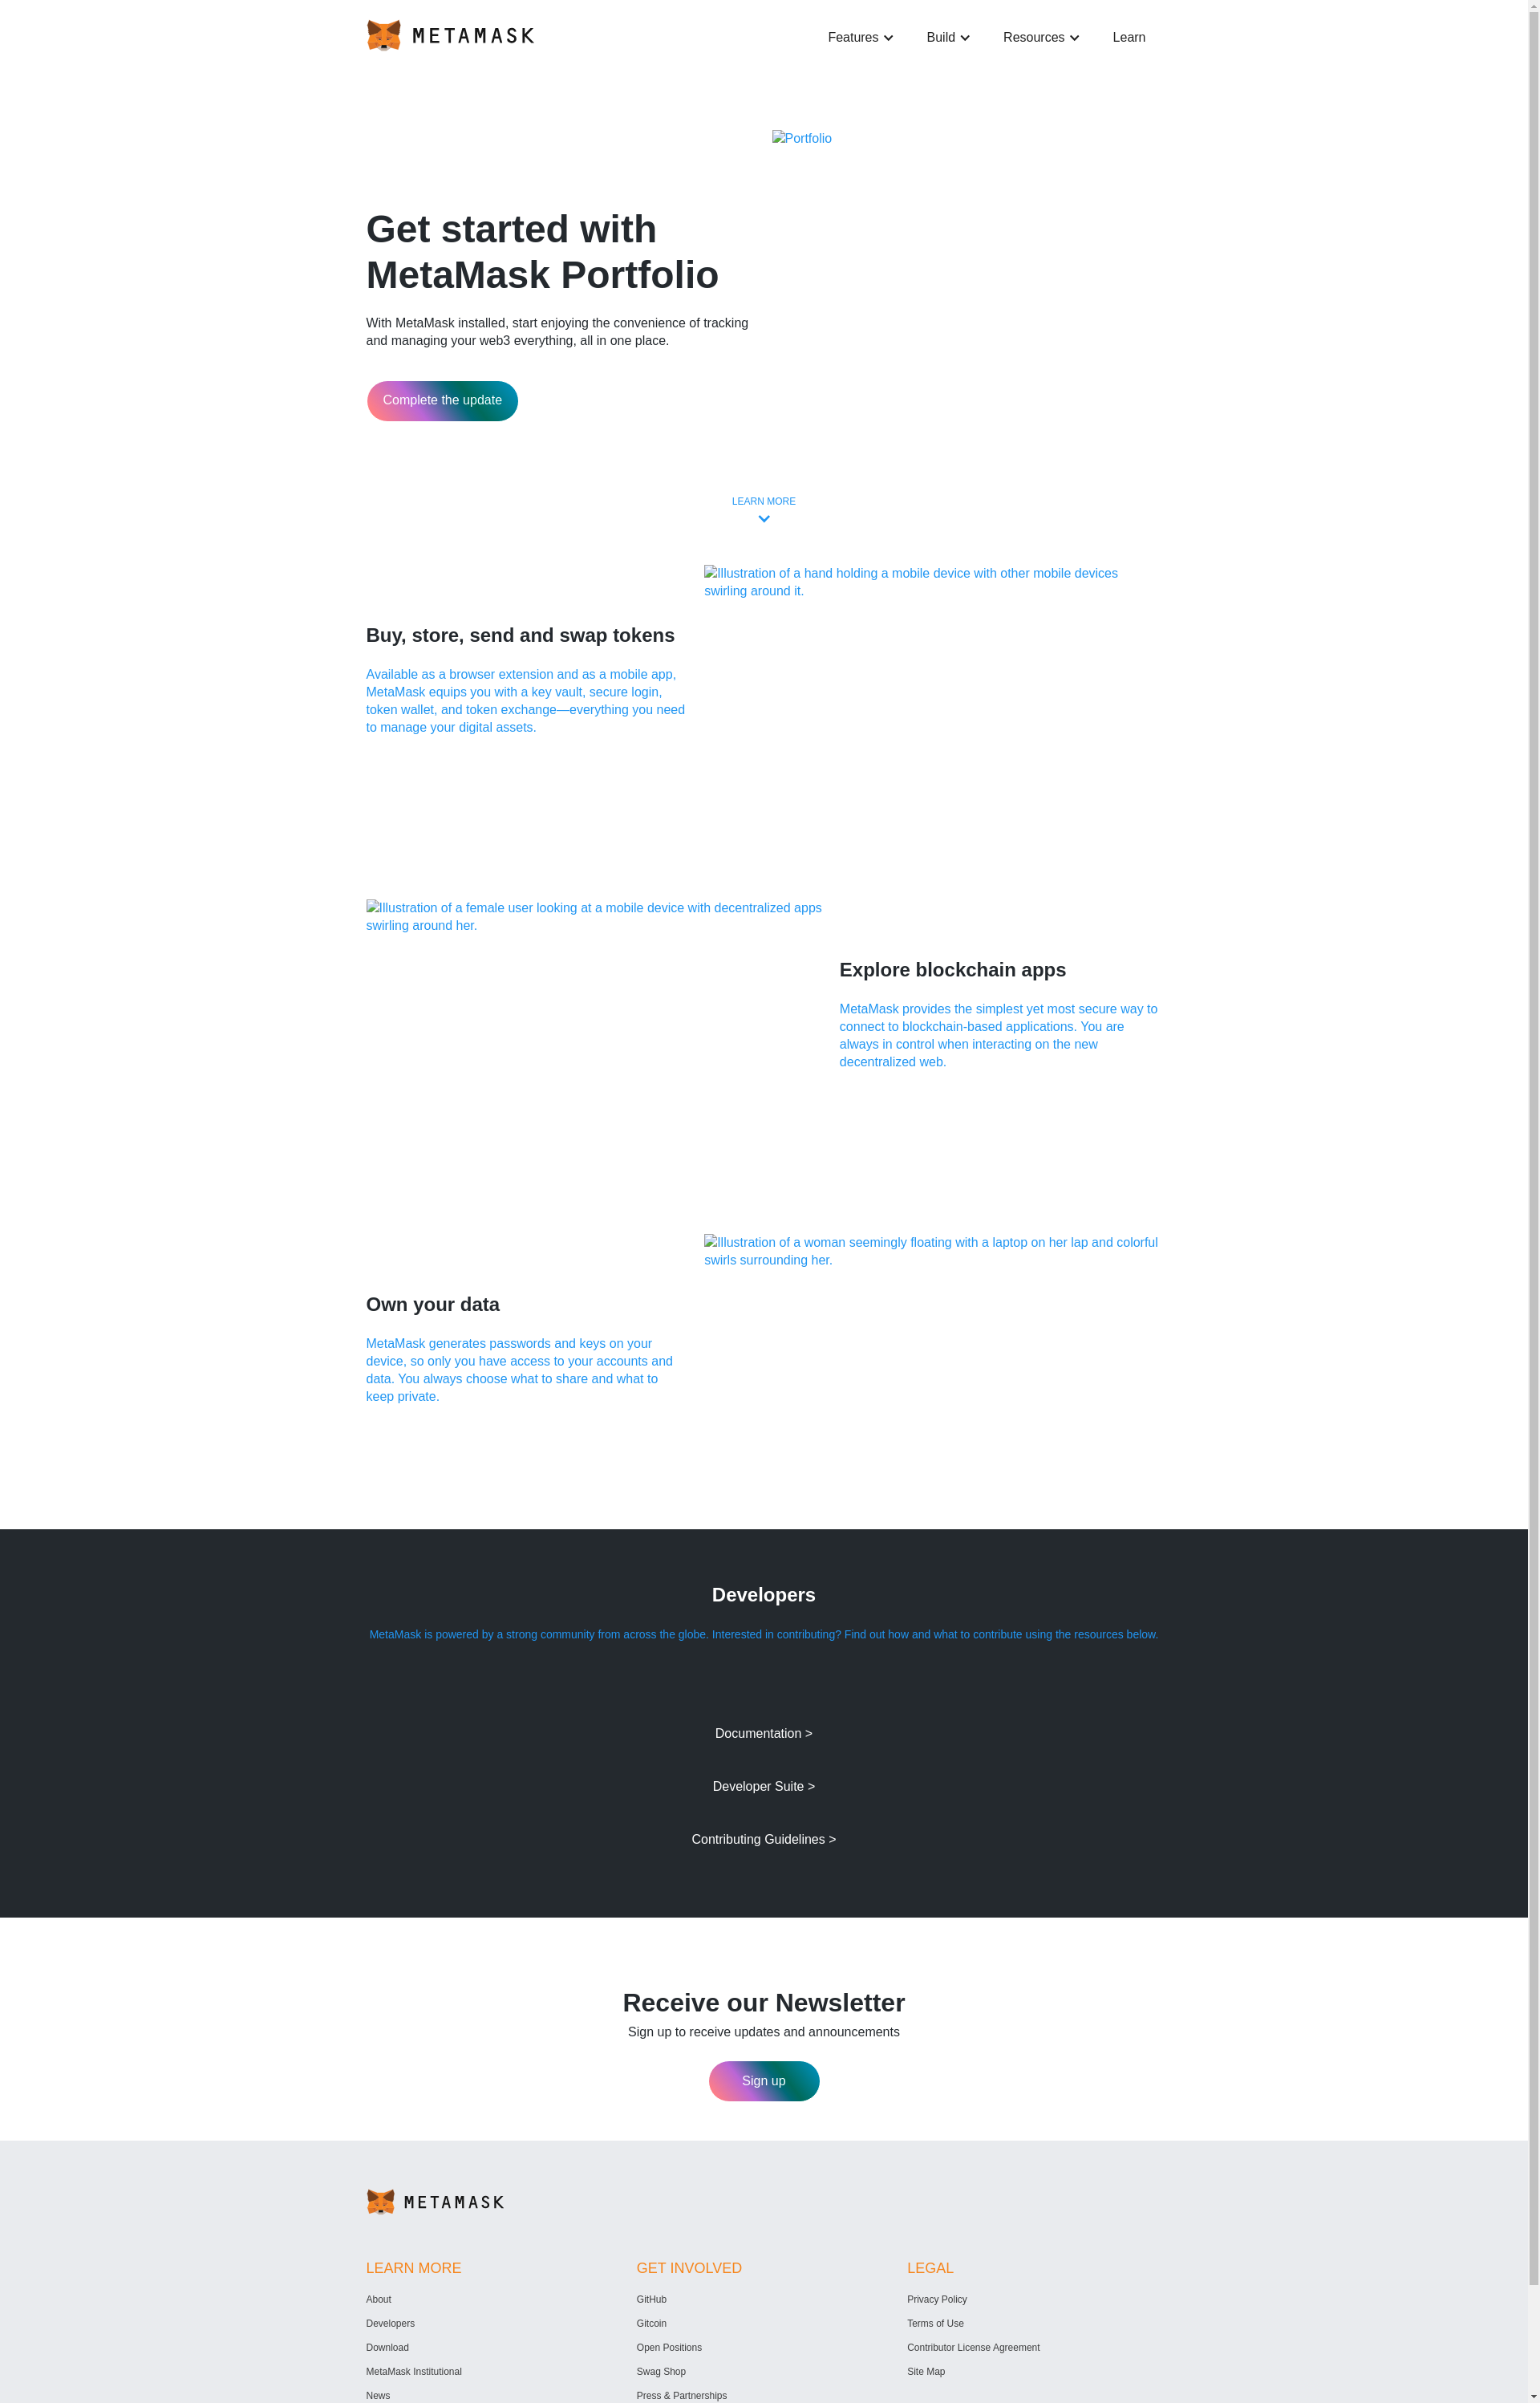 METAMASK
Features
Build
Resources
Learn
Portfolio
Get started with
MetaMask Portfolio
With MetaMask installed, start enjoying the convenience of tracking
and managing your web3 everything, all in one place.
Complete the update
LEARN MORE
Illustration of a hand holding a mobile device with other mobile devices
swirling around it.
Buy, store, send and swap tokens
Available as a browser extension and as a mobile app,
MetaMask equips you with a key vault, secure login,
token wallet, and token exchange—everything you need
to manage your digital assets.
Illustration of a female user looking at a mobile device with decentralized apps
swirling around her.
Explore blockchain apps
MetaMask provides the simplest yet most secure way to
connect to blockchain-based applications. You are
always in control when interacting on the new
decentralized web.
Illustration of a woman seemingly floating with a laptop on her lap and colorful
swirls surrounding her.
Own your data
MetaMask generates passwords and keys on your
device, so only you have access to your accounts and
data. You always choose what to share and what to
keep private.
Developers
MetaMask is powered by a strong community from across the globe. Interested in contributing? Find out how and what to contribute using the resources below.
Documentation >
Developer Suite >
Contributing Guidelines >
Receive our Newsletter
Sign up to receive updates and announcements
Sign up
METAMASK
LEARN MORE
About
Developers
Download
MetaMask Institutional
News
GET INVOLVED
GitHub
Gitcoin
Open Positions
Swag Shop
Press & Partnerships
LEGAL
Privacy Policy
Terms of Use
Contributor License Agreement
Site Map